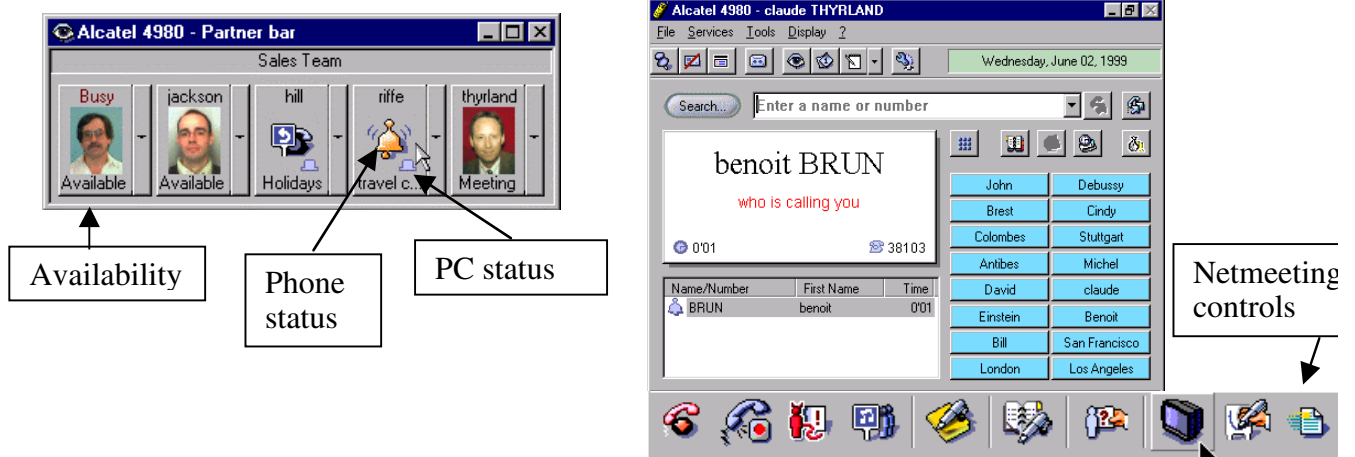 Alcatel 4980 - Partner bar
Sales Team
Busy jackson hill riffe thyrland
Available Available Holidays travel c... Meeting
Availability
Phone
status
PC status
Alcatel 4980 - claude THYRLAND
File Services Tools Display ?
Wednesday, June 02, 1999
Search... Enter a name or number
benoit BRUN
who is calling you
0'01 38103
Name/Number First Name Time
BRUN benoit 0'01
John Debussy
Brest Cindy
Colombes Stuttgart
Antibes Michel
David claude
Einstein Benoit
Bill San Francisco
London Los Angeles
Netmeeting
controls